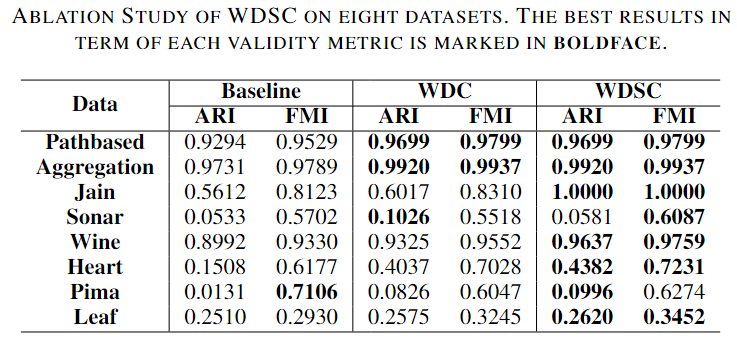 ABLATION STUDY OF WDSC ON EIGHT DATASETS. THE BEST RESULTS IN
TERM OF EACH VALIDITY METRIC IS MARKED IN BOLDFACE.
Data Baseline WDC WDSC
ARI FMI ARI FMI ARI FMI
Pathbased 0.9294 0.9529 0.9699 0.9799 0.9699 0.9799
Aggregation 0.9731 0.9789 0.9920 0.9937 0.9920 0.9937
Jain 0.5612 0.8123 0.6017 0.8310 1.0000 1.0000
Sonar 0.0533 0.5702 0.1026 0.5518 0.0581 0.6087
Wine 0.8992 0.9330 0.9325 0.9552 0.9637 0.9759
Heart 0.1508 0.6177 0.4037 0.7028 0.4382 0.7231
Pima 0.0131 0.7106 0.0826 0.6047 0.0996 0.6274
Leaf 0.2510 0.2930 0.2575 0.3245 0.2620 0.3452